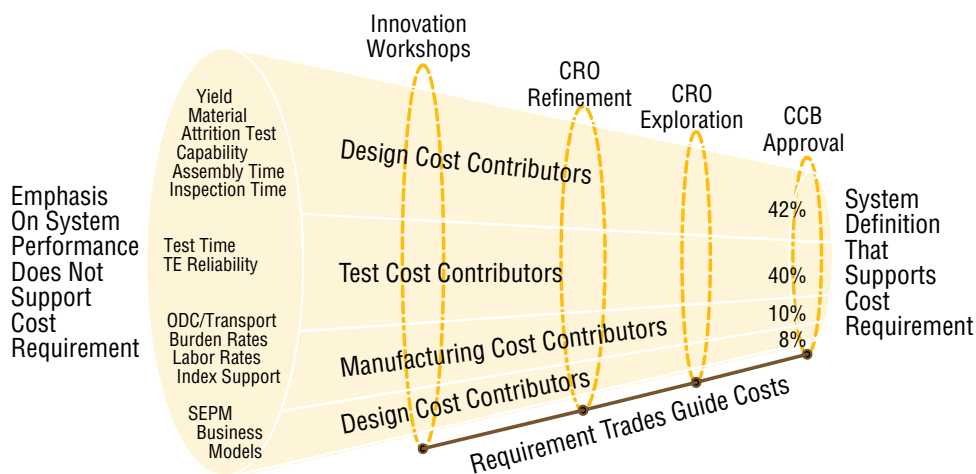 Innovation
Workshops
CRO
Refinement
CRO
Exploration
CCB
Approval
Emphasis
On System
Performance
Does Not
Support
Cost
Requirement
Yield
Material
Attrition Test
Capability
Assembly Time
Inspection Time
Test Time
TE Reliability
ODC/Transport
Burden Rates
Labor Rates
Index Support
SEPM
Business
Models
Design Cost Contributors
Test Cost Contributors
Manufacturing Cost Contributors
Design Cost Contributors
42%
40%
10%
8%
System
Definition
That
Supports
Cost
Requirement
Requirement Trades Guide Costs